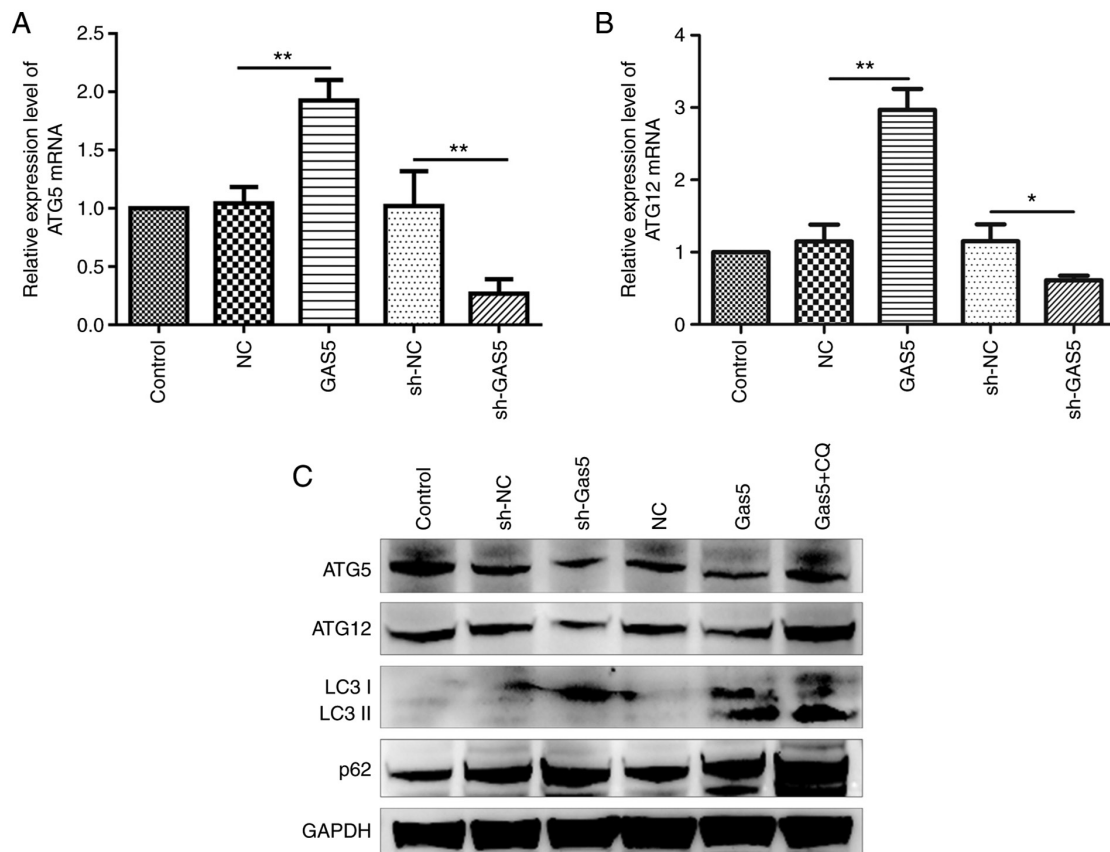 A
Relative expression level of
ATG5 mRNA
2.5
2.0
1.5
1.0
0.5
0.0
**
**
Control
NC
GAS5
sh-NC
sh-GAS5
B
Relative expression level of
ATG12 mRNA
4
3
2
1
0
**
*
Control
NC
GAS5
sh-NC
sh-GAS5
C
Control
sh-NC
sh-Gas5
NC
Gas5
Gas5+CQ
ATG5
ATG12
LC3 I
LC3 II
p62
GAPDH